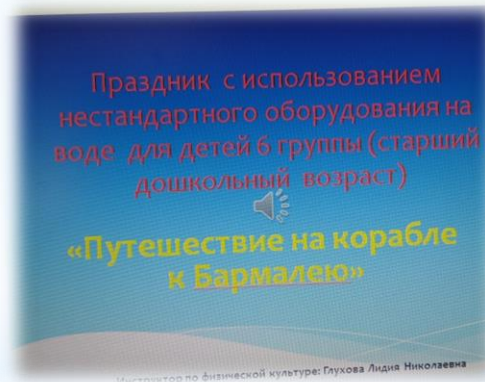 Праздник с использованием
нестандартного оборудования на
воде для детей 6 группы (старший
дошкольный возраст)
«Путешествие на корабле
к Бармалею»
Инструктор по физической культуре: Глухова Лидия Николаевна